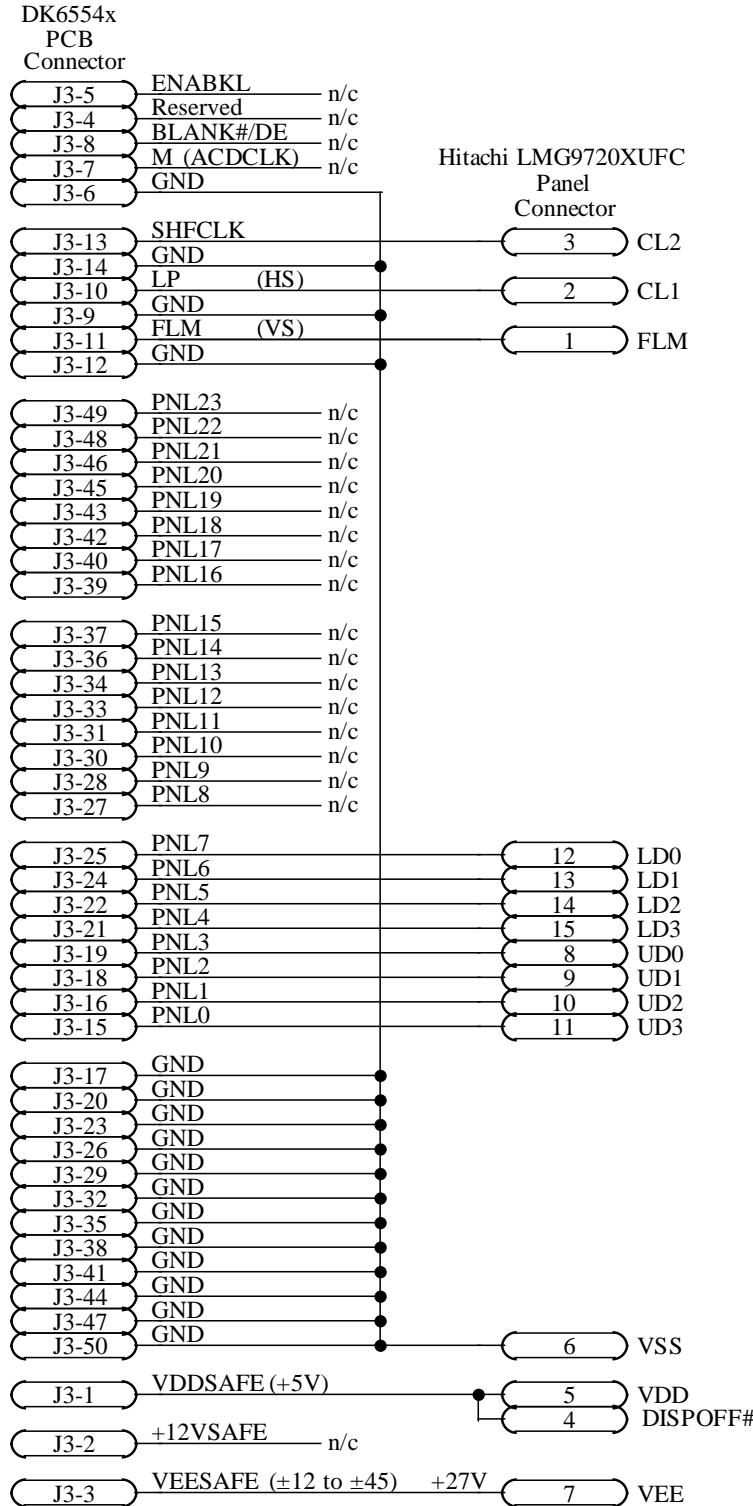 DK6554x
PCB
Connector
J3-5 ENABKL n/c
J3-4 Reserved n/c
J3-8 BLANK#/DE n/c
J3-7 M (ACDCLK) n/c
J3-6 GND
Hitachi LMG9720XUFC
Panel
Connector
J3-13 SHFCLK 3 CL2
J3-14 GND
J3-10 LP (HS) 2 CL1
J3-9 GND
J3-11 FLM (VS) 1 FLM
J3-12 GND
J3-49 PNL23 n/c
J3-48 PNL22 n/c
J3-46 PNL21 n/c
J3-45 PNL20 n/c
J3-43 PNL19 n/c
J3-42 PNL18 n/c
J3-40 PNL17 n/c
J3-39 PNL16 n/c
J3-37 PNL15 n/c
J3-36 PNL14 n/c
J3-34 PNL13 n/c
J3-33 PNL12 n/c
J3-31 PNL11 n/c
J3-30 PNL10 n/c
J3-28 PNL9 n/c
J3-27 PNL8 n/c
J3-25 PNL7 12 LD0
J3-24 PNL6 13 LD1
J3-22 PNL5 14 LD2
J3-21 PNL4 15 LD3
J3-19 PNL3 8 UD0
J3-18 PNL2 9 UD1
J3-16 PNL1 10 UD2
J3-15 PNL0 11 UD3
J3-17 GND
J3-20 GND
J3-23 GND
J3-26 GND
J3-29 GND
J3-32 GND
J3-35 GND
J3-38 GND
J3-41 GND
J3-44 GND
J3-47 GND
J3-50 GND 6 VSS
J3-1 VDDSAFE (+5V) 5 VDD
4 DISPOFF#
J3-2 +12VSAFE n/c
J3-3 VEESAFE (±12 to ±45) +27V 7 VEE